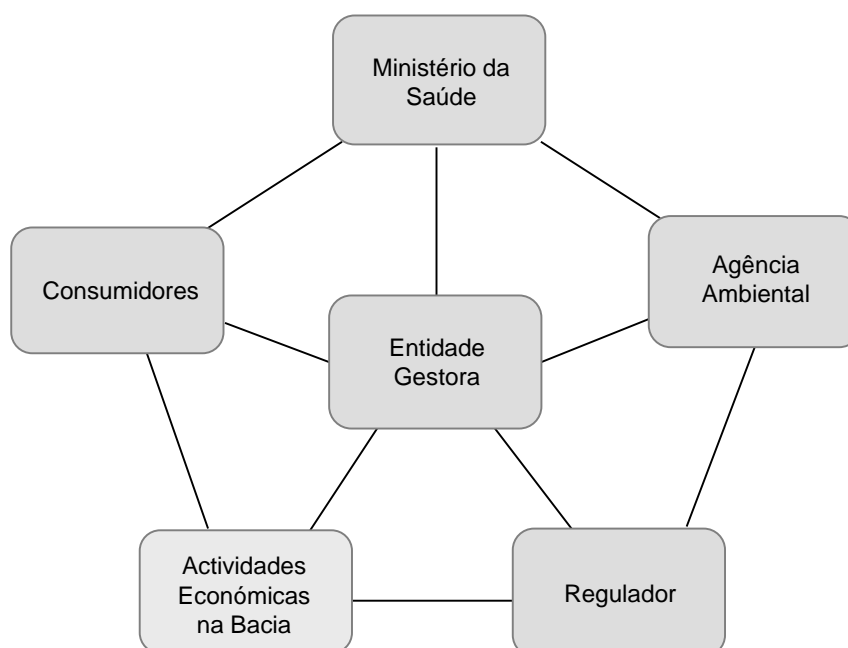 Ministério da
Saúde
Consumidores
Agência
Ambiental
Entidade
Gestora
Actividades
Económicas
na Bacia
Regulador